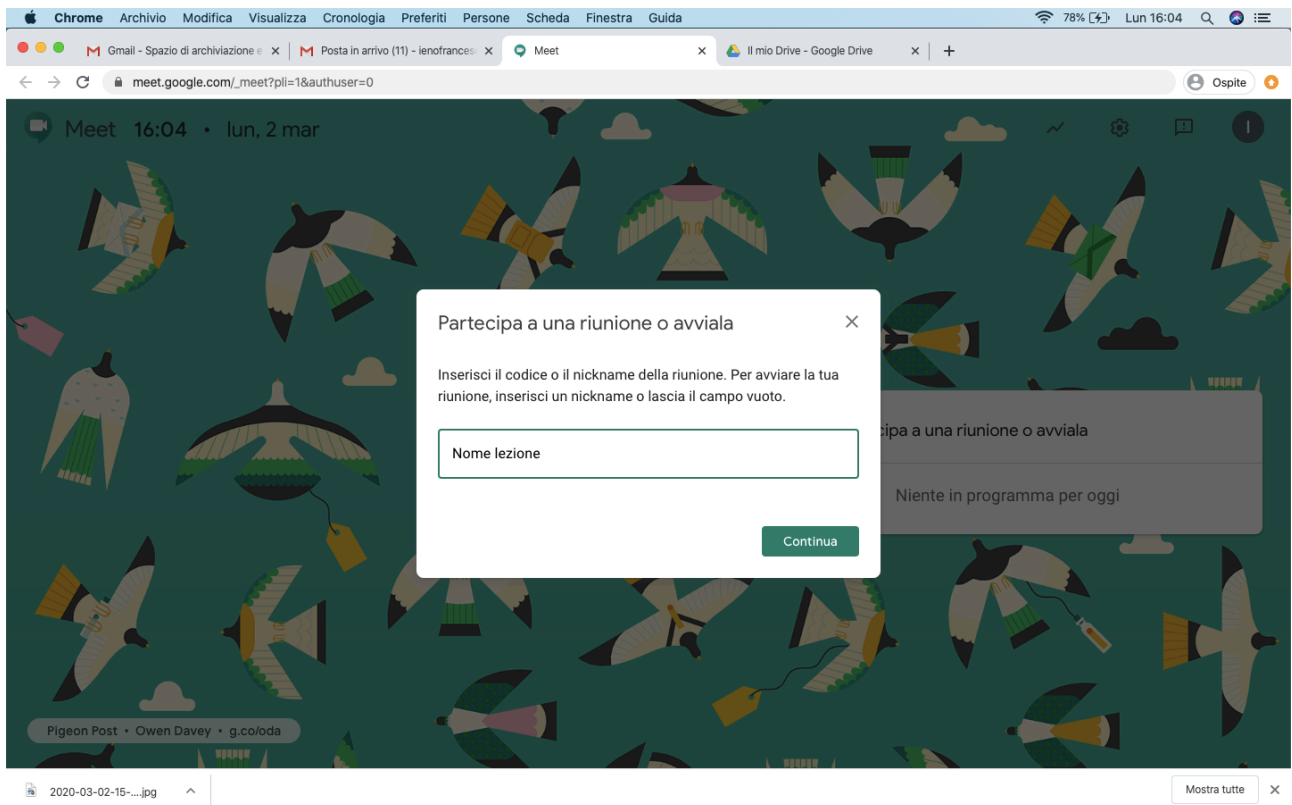 Chrome Archivio Modifica Visualizza Cronologia Preferiti Persone Scheda Finestra Guida 78% Lun 16:04
Gmail - Spazio di archiviazione e Posta in arrivo (11) - ienofrances Meet Il mio Drive - Google Drive
meet.google.com/_meet?pli=1&authuser=0 Ospite
Meet 16:04 • lun, 2 mar I
Partecipa a una riunione o avviala
Inserisci il codice o il nickname della riunione. Per avviare la tua
riunione, inserisci un nickname o lascia il campo vuoto.
cipa a una riunione o avviala
Nome lezione
Niente in programma per oggi
Continua
Pigeon Post • Owen Davey • g.co/oda
2020-03-02-15-....jpg Mostra tutte